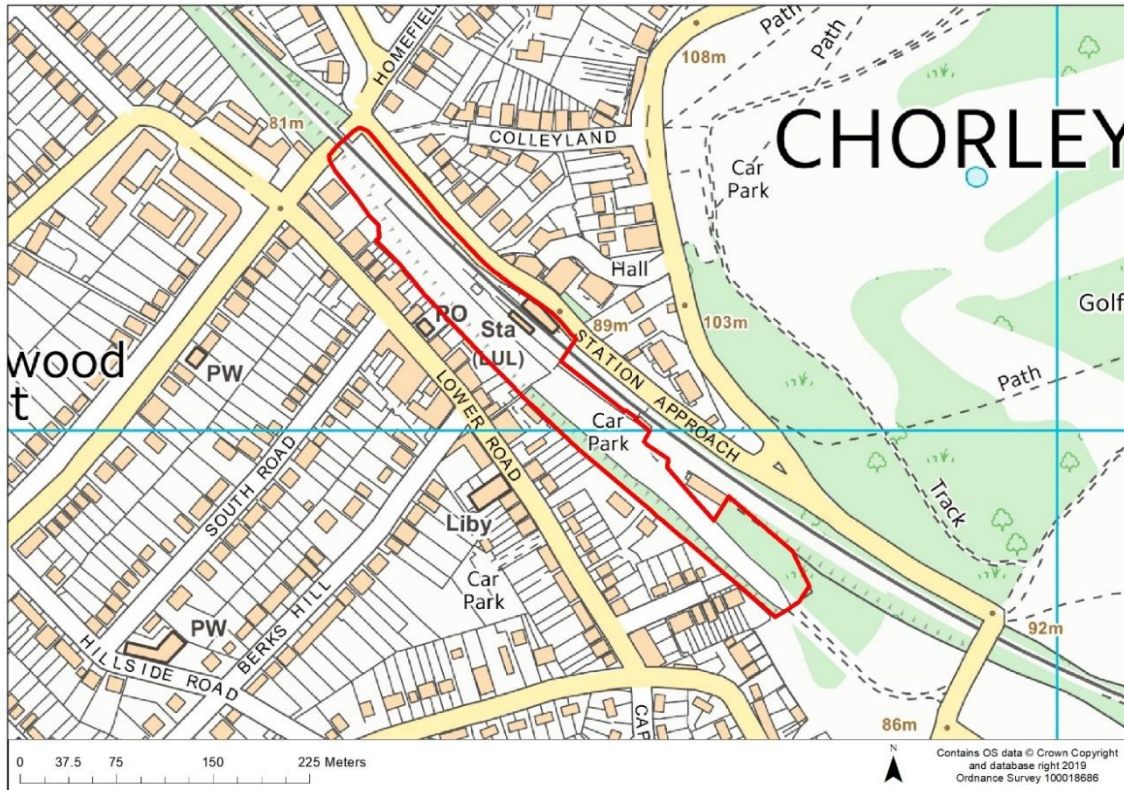 Path
Path
108m
HOMEFIEL
81m
COLLEYLAND
CHORLEY
Car
Park
Hall
PO
Sta
(LUL)
89m
103m
Golf
wood
t
PW
STATION APPROACH
Path
LOWER ROAD
Car
Park
SOUTH ROAD
Liby
Track
Car
Park
BERKS HILL
PW
HILLSIDE ROAD
92m
CAP
86m
0 37.5 75 150 225 Meters
N
Contains OS data © Crown Copyright
and database right 2019
Ordnance Survey 100018686